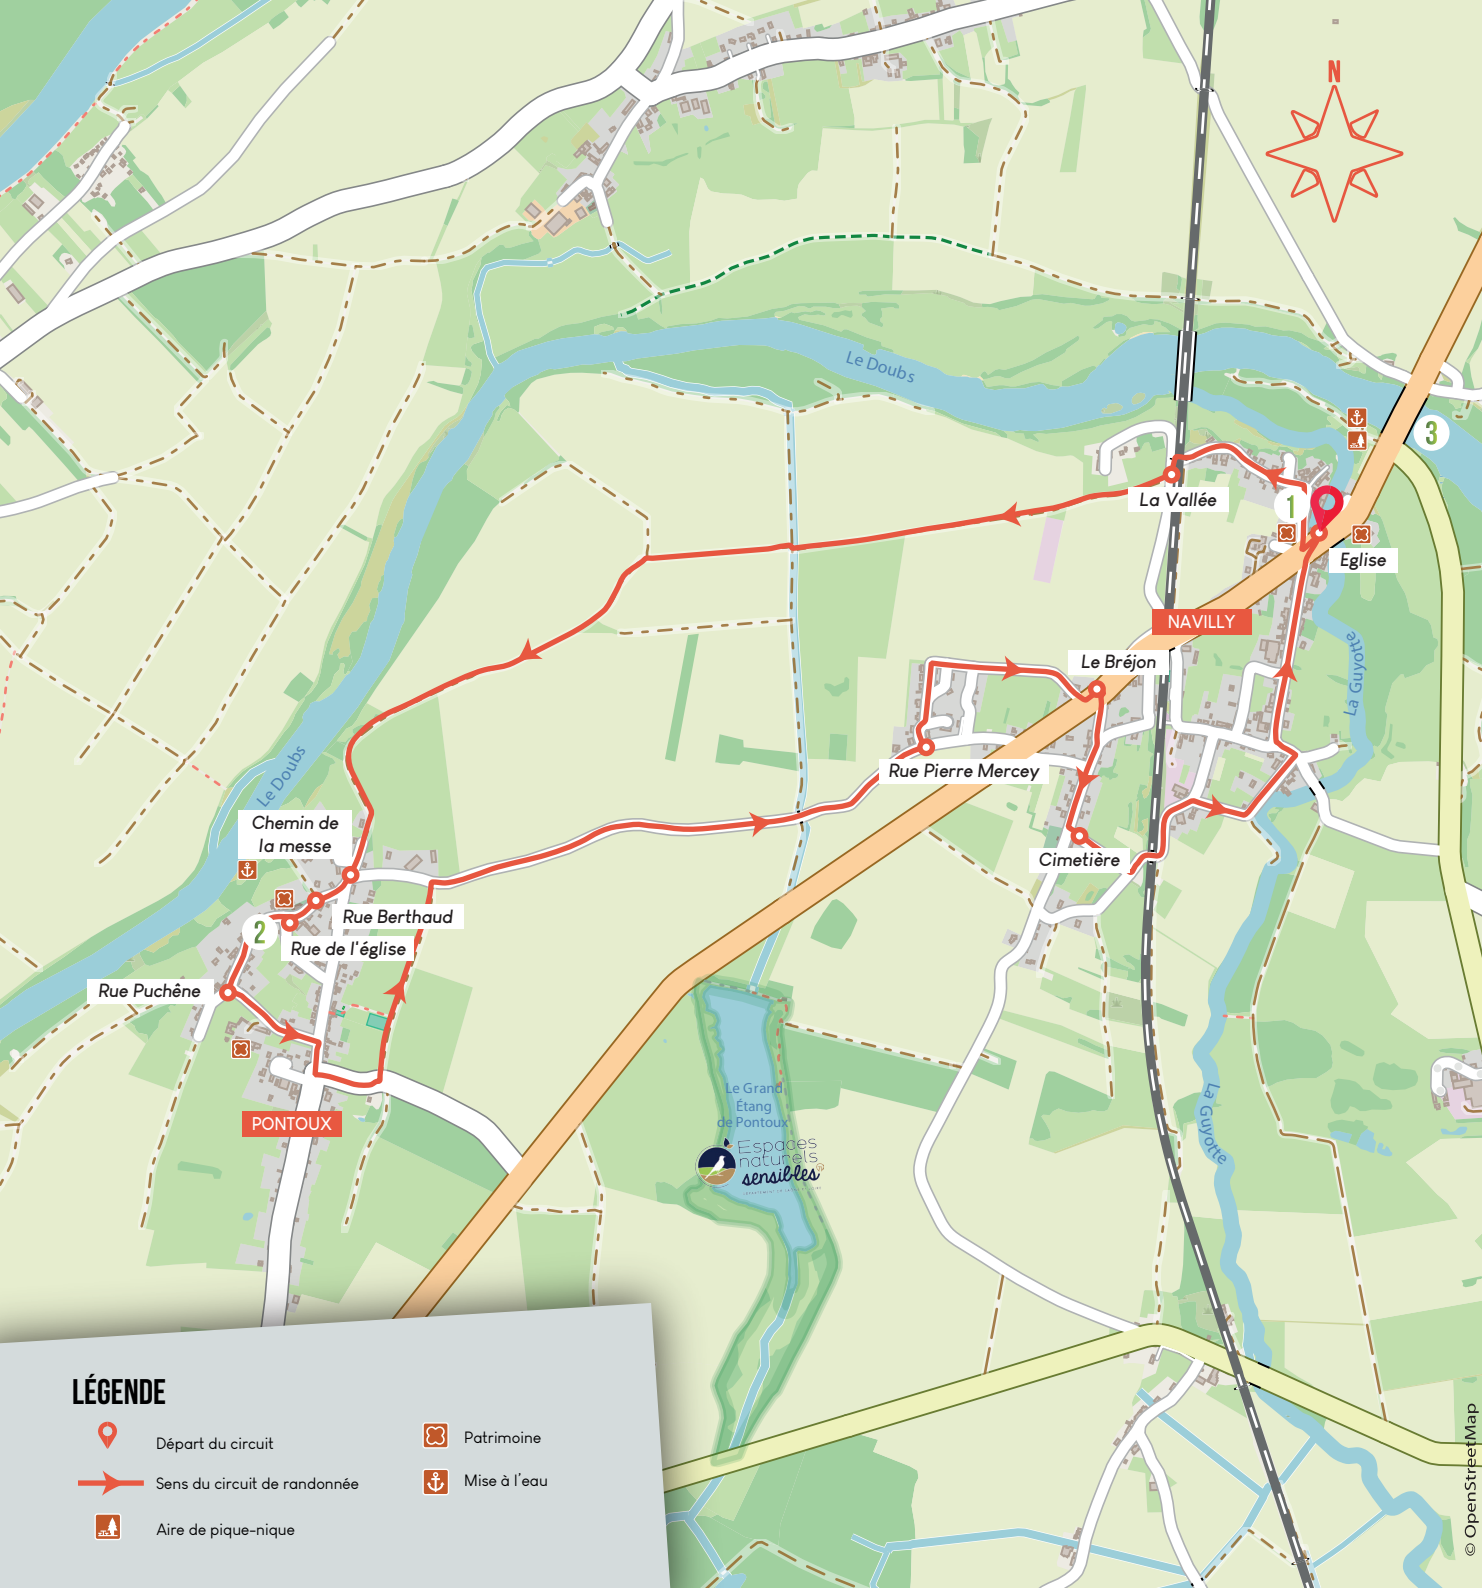 N
Le Doubs
3
La Vallée
1
Eglise
NAVILLY
Le Bréjon
La Guyotte
Rue Pierre Mercey
Le Doubs
Chemin de
la messe
Cimetière
Rue Berthaud
2
Rue de l'église
Rue Puchêne
Le Grand
Étang
de Pontoux
La Guyotte
PONTOUX
Espaces
naturels
sensibles
LÉGENDE
Départ du circuit
Sens du circuit de randonnée
Aire de pique-nique
Patrimoine
Mise à l'eau
© OpenStreetMap